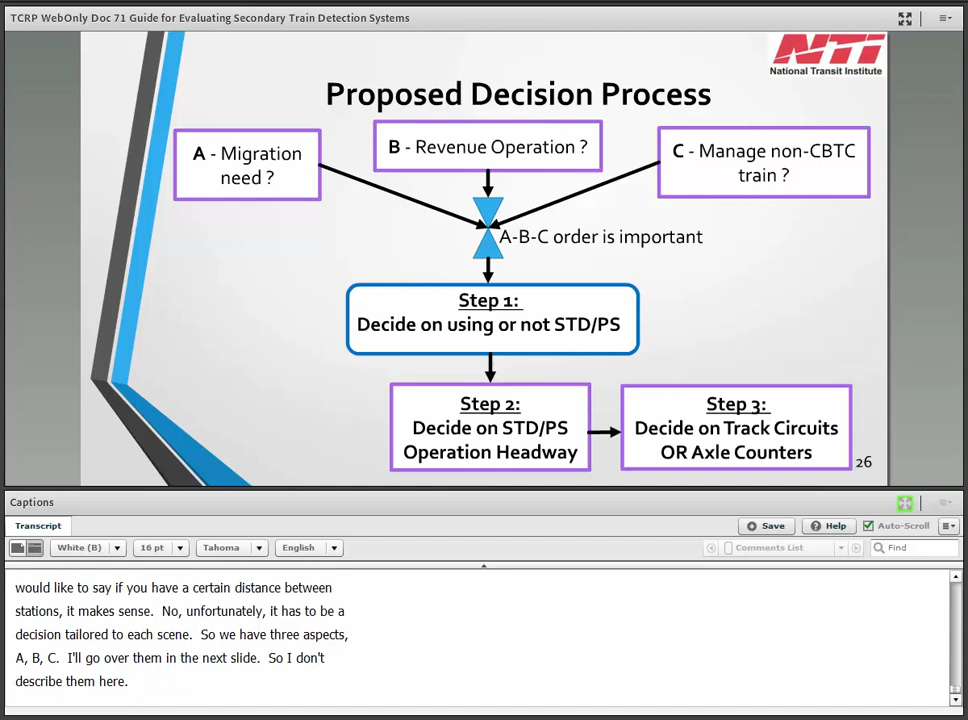 TCRP WebOnly Doc 71 Guide for Evaluating Secondary Train Detection Systems
NTI
National Transit Institute
Proposed Decision Process
A - Migration
need ?
B - Revenue Operation ?
C - Manage non-CBTC
train ?
A-B-C order is important
Step 1:
Decide on using or not STD/PS
Step 2:
Decide on STD/PS
Operation Headway
Step 3:
Decide on Track Circuits
OR Axle Counters
26
Captions
Transcript
Save
Help
Auto-Scroll
White (B)
16 pt
Tahoma
English
Comments List
Find
would like to say if you have a certain distance between
stations, it makes sense.  No, unfortunately, it has to be a
decision tailored to each scene.  So we have three aspects,
A, B, C.  I'll go over them in the next slide.  So I don't
describe them here.